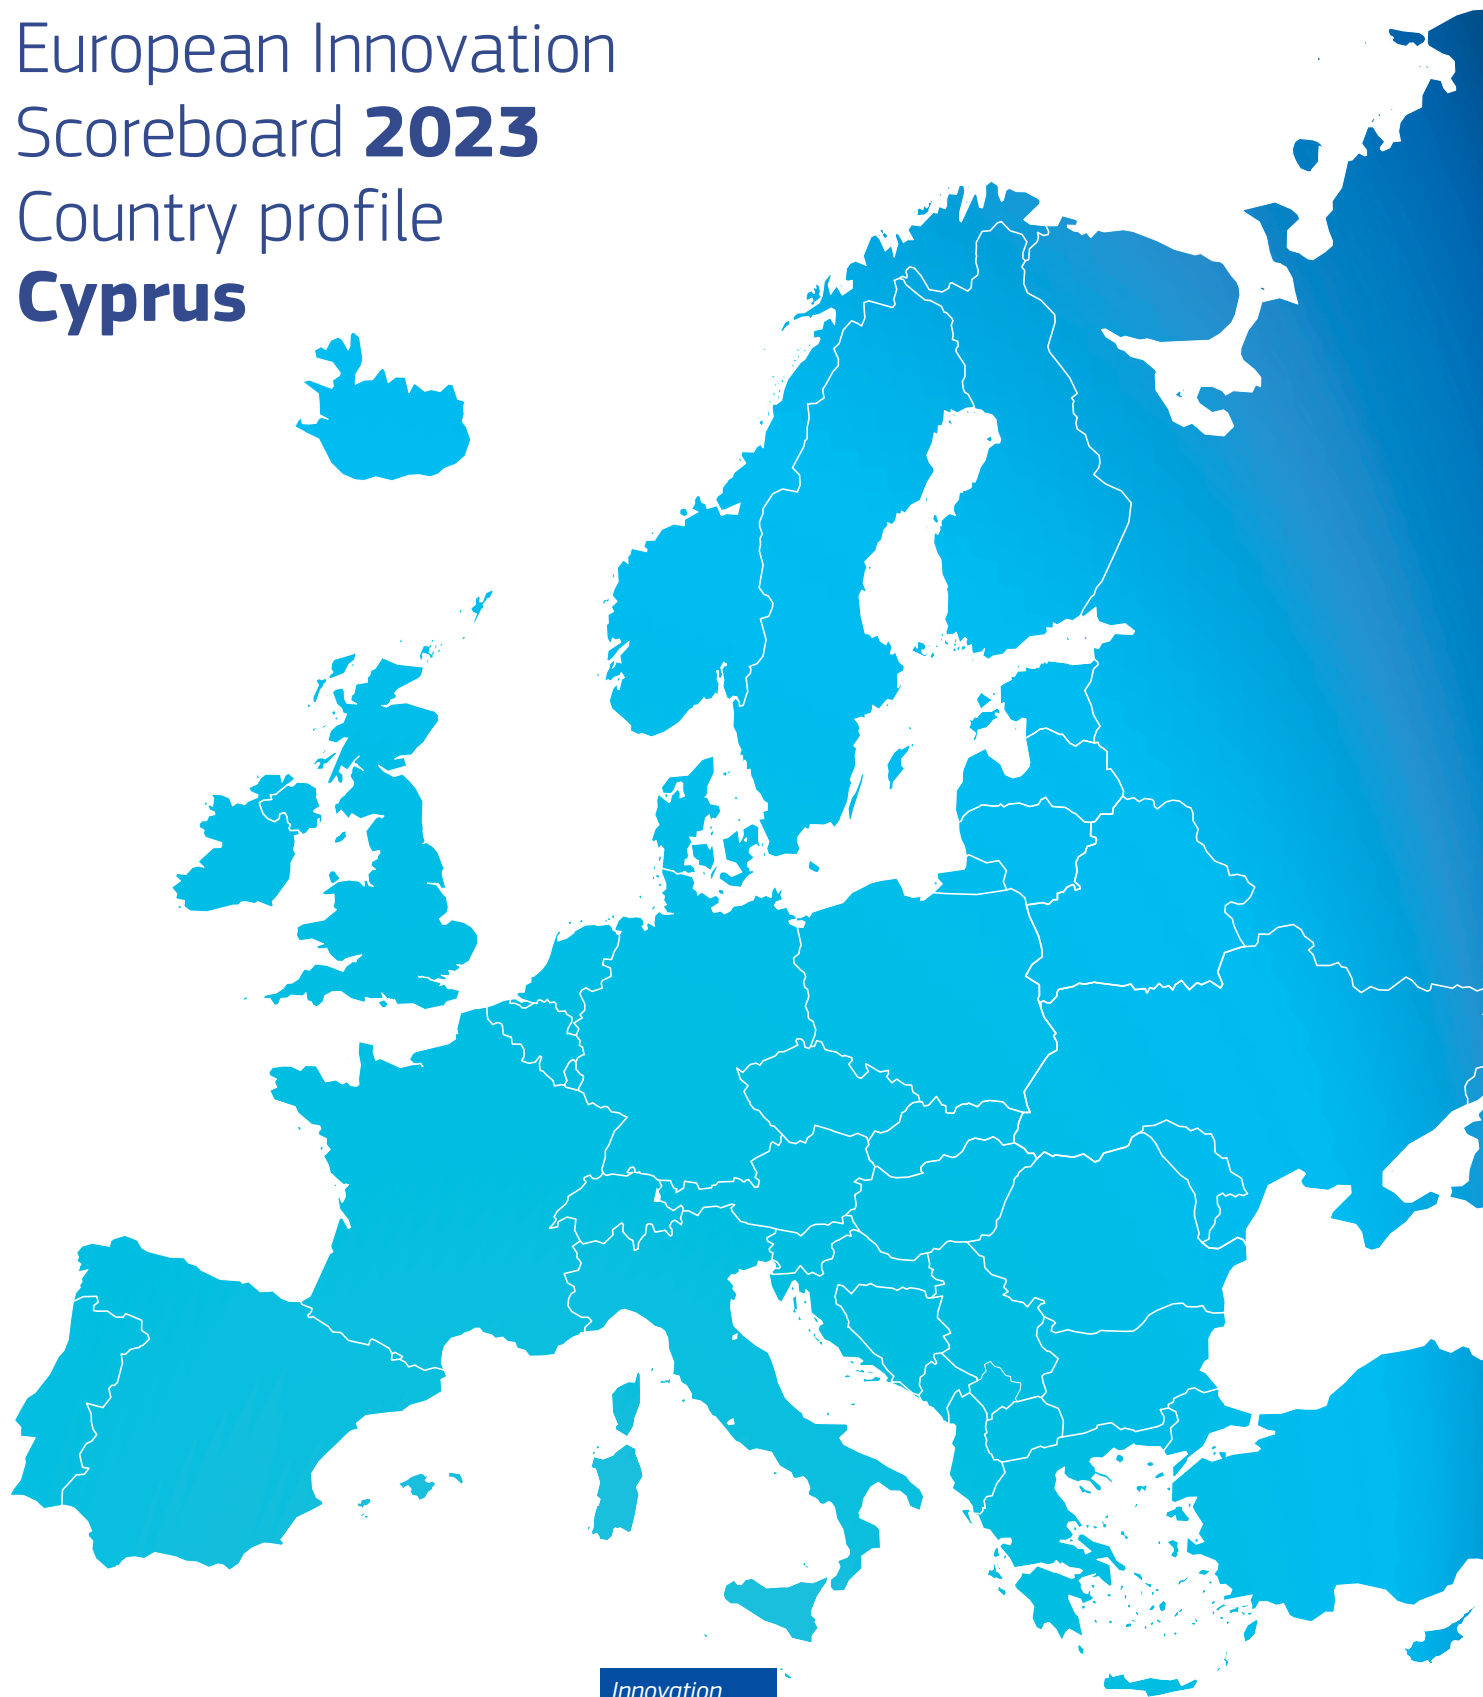 European Innovation
Scoreboard 2023
Country profile
Cyprus
Innovation